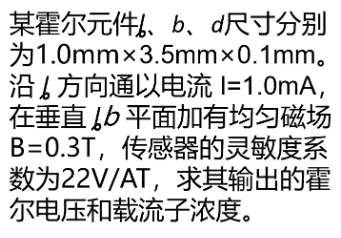 某霍尔元件l、b、d尺寸分别
为1.0mm×3.5mm×0.1mm。
沿l方向通以电流 I=1.0mA，
在垂直lb平面加有均匀磁场
B=0.3T，传感器的灵敏度系
数为22V/AT，求其输出的霍
尔电压和载流子浓度。